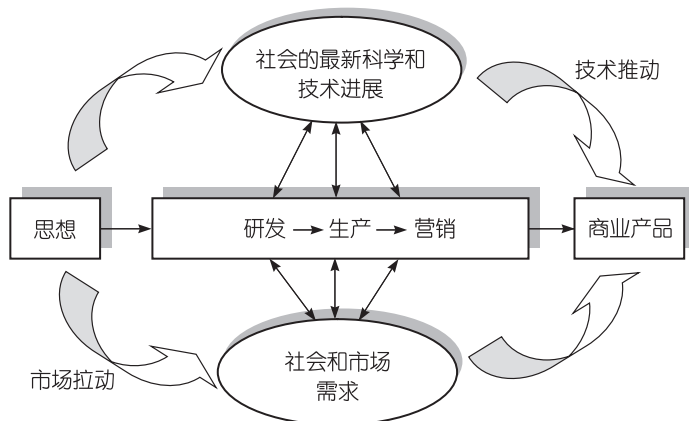 社会的最新科学和
技术进展
技术推动
思想
研发 → 生产 → 营销
商业产品
市场拉动
社会和市场
需求